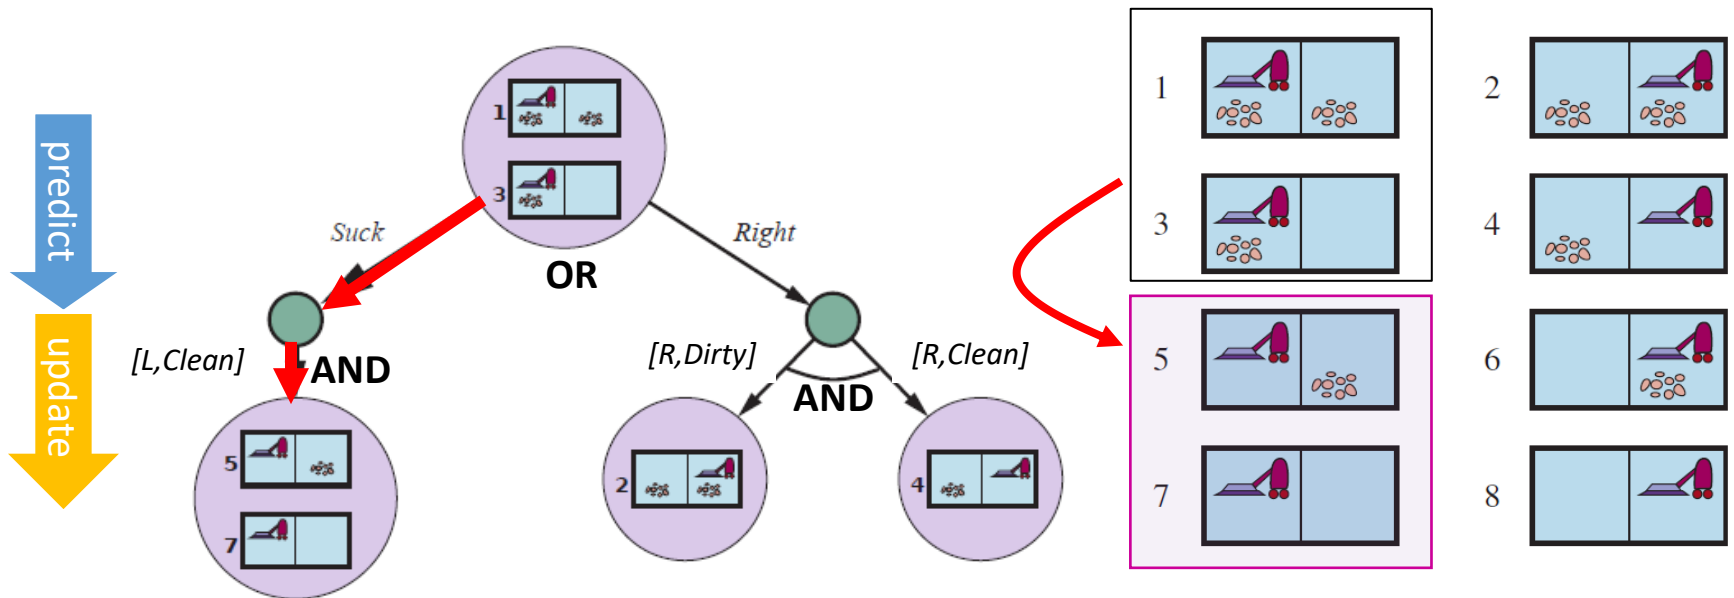 predict
update
1
3
Suck
Right
OR
[L,Clean]
AND
[R,Dirty]
[R,Clean]
AND
5
7
2
4
1
2
3
4
5
6
7
8